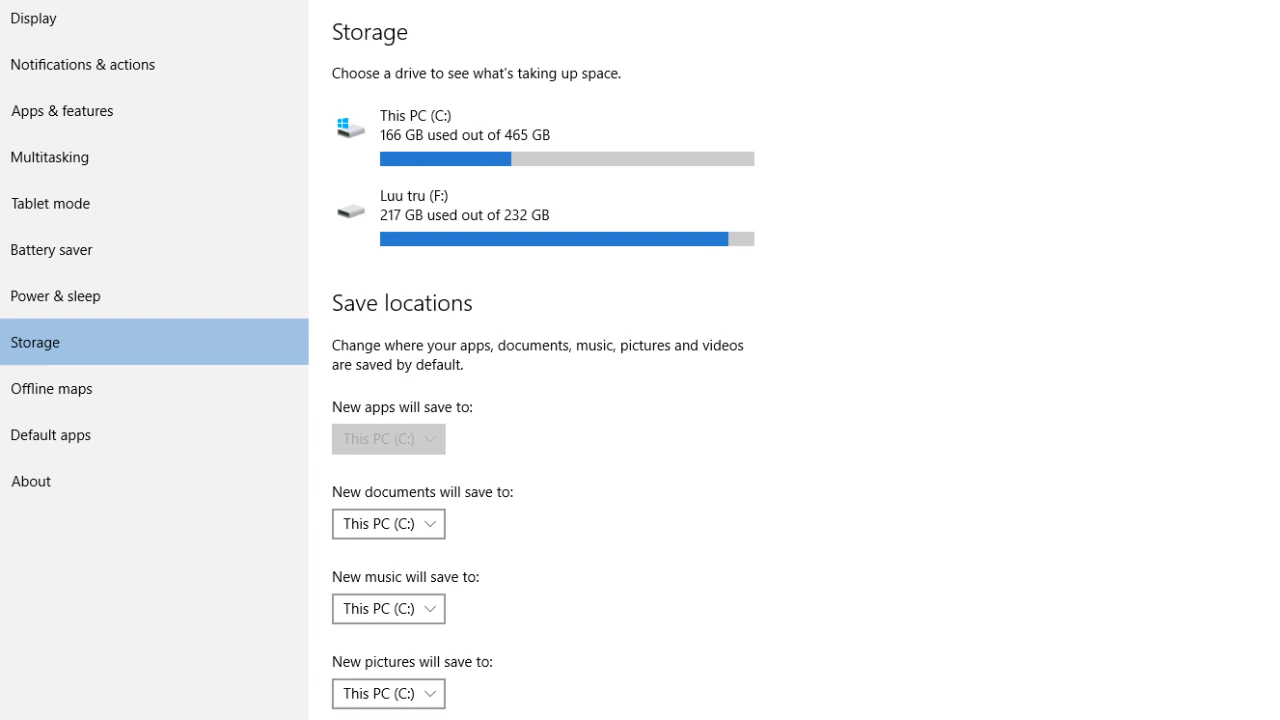 Display
Notifications & actions
Apps & features
Multitasking
Tablet mode
Battery saver
Power & sleep
Storage
Offline maps
Default apps
About
Storage
Choose a drive to see what's taking up space.
This PC (C:)
166 GB used out of 465 GB
Luu tru (F:)
217 GB used out of 232 GB
Save locations
Change where your apps, documents, music, pictures and videos
are saved by default.
New apps will save to:
This PC (C:)
New documents will save to:
This PC (C:)
New music will save to:
This PC (C:)
New pictures will save to:
This PC (C:)